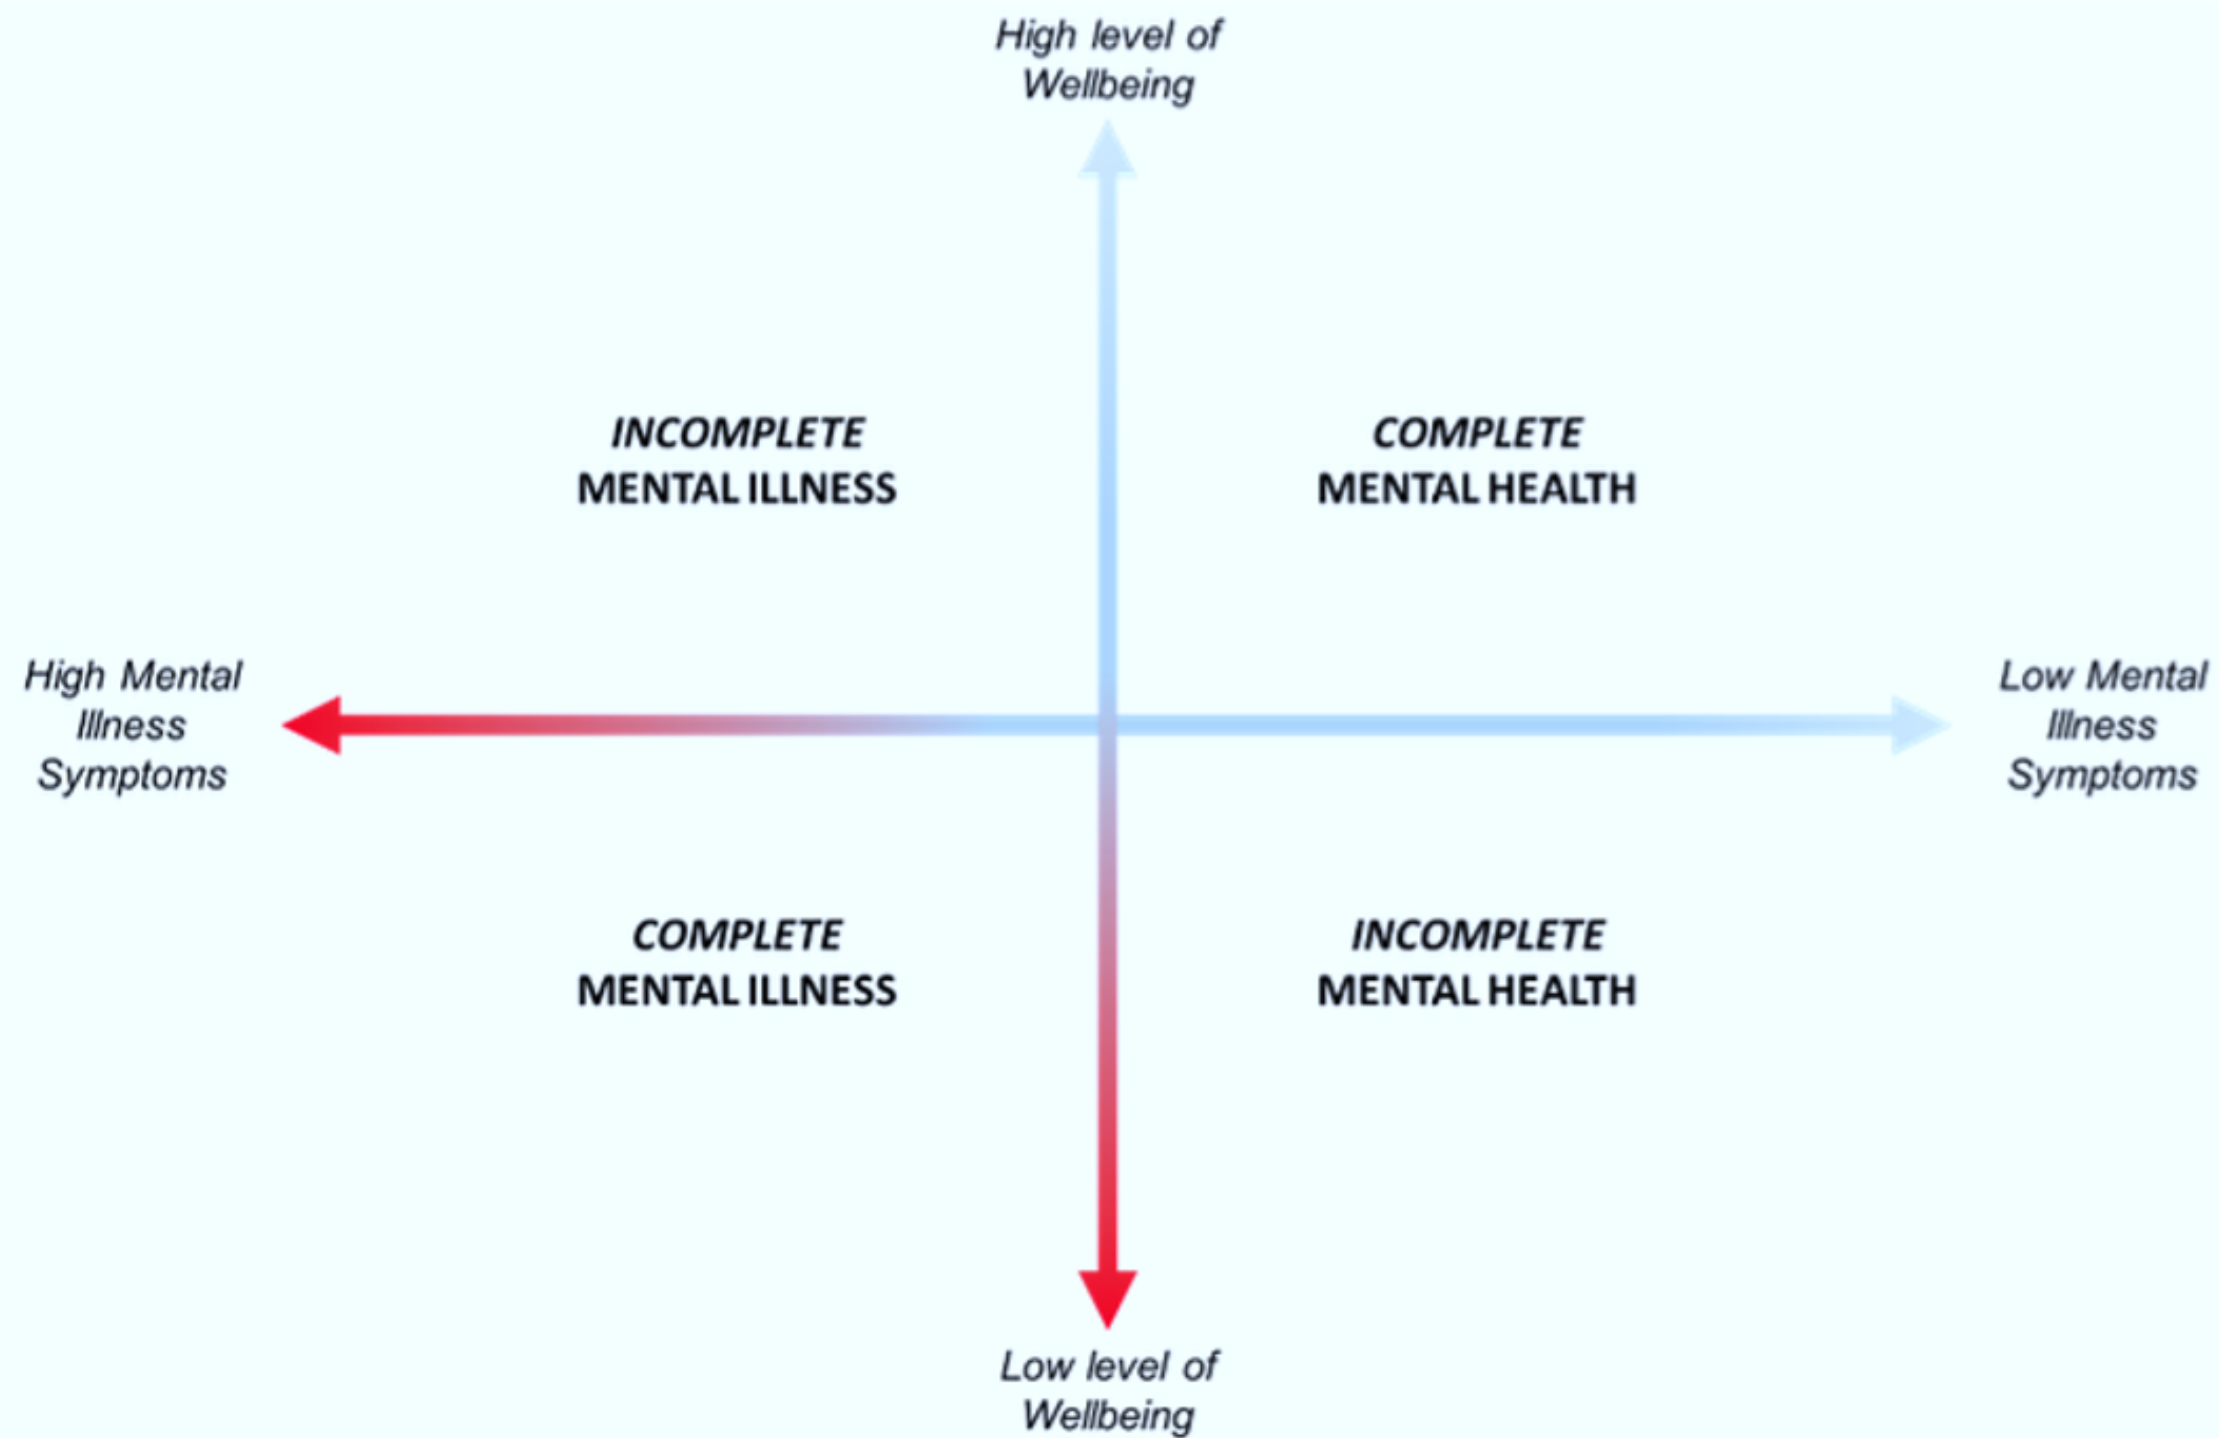 High level of
Wellbeing
INCOMPLETE
MENTAL ILLNESS
COMPLETE
MENTAL HEALTH
High Mental
Illness
Symptoms
Low Mental
Illness
Symptoms
COMPLETE
MENTAL ILLNESS
INCOMPLETE
MENTAL HEALTH
Low level of
Wellbeing